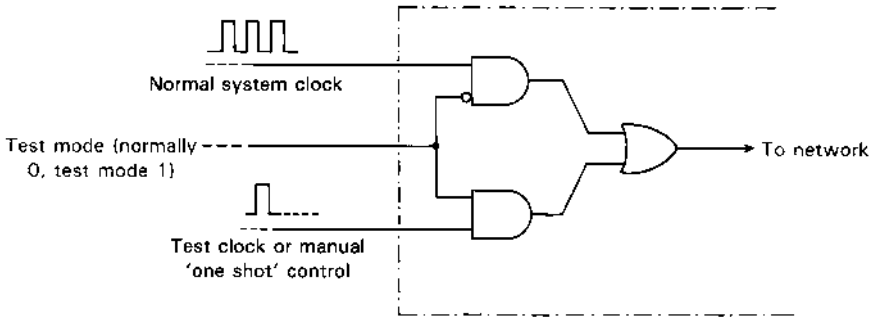 Normal system clock
Test mode (normally
0, test mode 1)
To network
Test clock or manual
'one shot' control